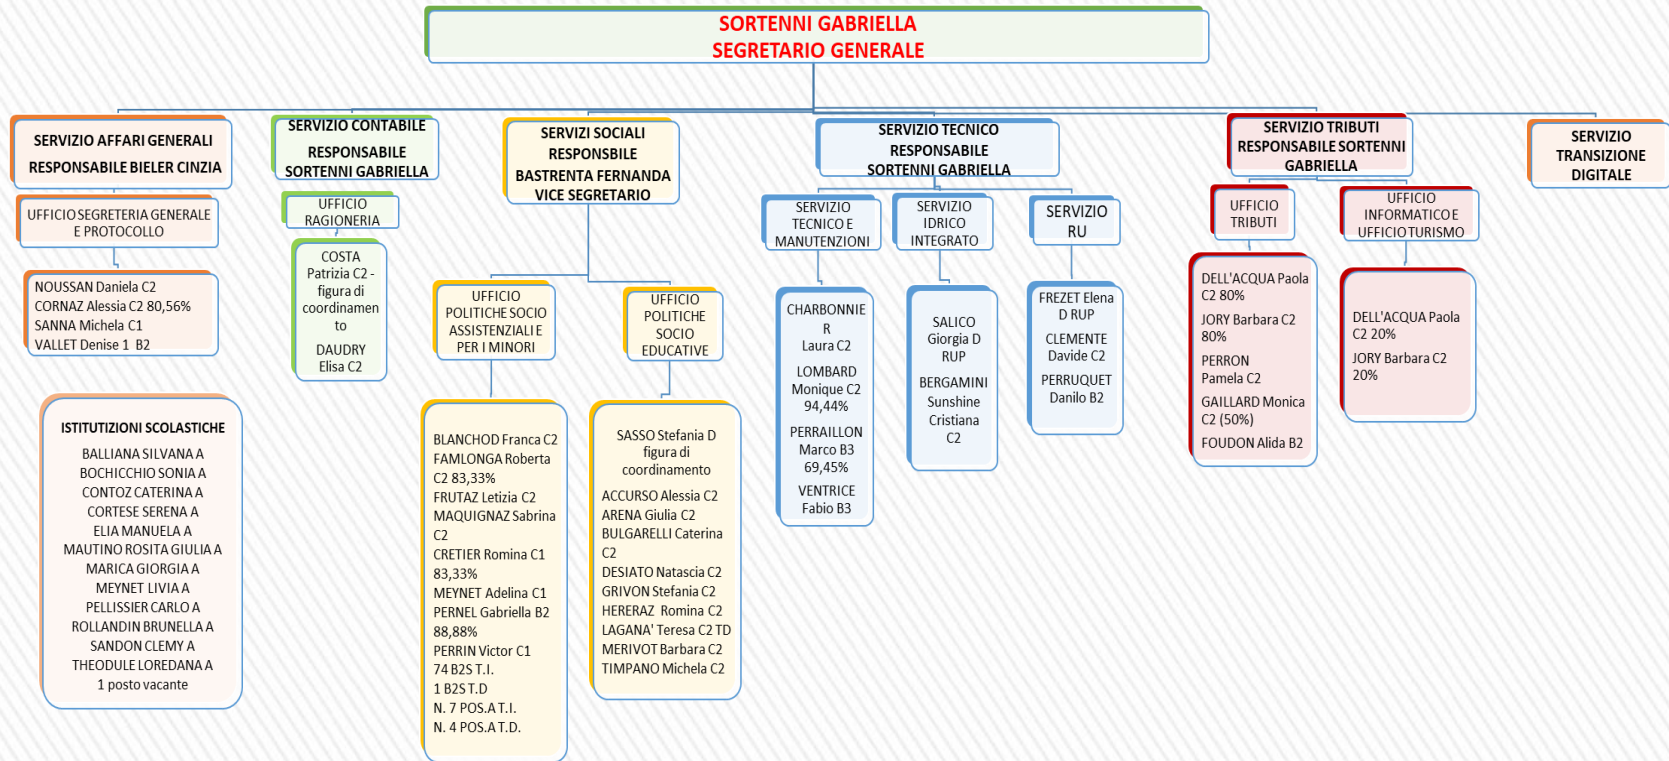 SORTENNI GABRIELLA
SEGRETARIO GENERALE
SERVIZIO AFFARI GENERALI
RESPONSABILE BIELER CINZIA
UFFICIO SEGRETERIA GENERALE
E PROTOCOLLO
NOUSSAN Daniela C2
CORNAZ Alessia C2 80,56%
SANNA Michela C1
VALLET Denise 1 B2
ISTITUTIZIONI SCOLASTICHE
BALLIANA SILVANA A
BOCHICCHIO SONIA A
CONTOZ CATERINA A
CORTESE SERENA A
ELIA MANUELA A
MAUTINO ROSITA GIULIA A
MARICA GIORGIA A
MEYNET LIVIA A
PELLISSIER CARLO A
ROLLANDIN BRUNELLA A
SANDON CLEMY A
THEODULE LOREDANA A
1 posto vacante
SERVIZIO CONTABILE
RESPONSABILE
SORTENNI GABRIELLA
UFFICIO
RAGIONERIA
COSTA
Patrizia C2 -
figura di
coordinamen
to
DAUDRY
Elisa C2
SERVIZI SOCIALI
RESPONSBILE
BASTRENTA FERNANDA
VICE SEGRETARIO
UFFICIO
POLITICHE SOCIO
ASSISTENZIALI E
PER I MINORI
BLANCHOD Franca C2
FAMLONGA Roberta
C2 83,33%
FRUTAZ Letizia C2
MAQUIGNAZ Sabrina
C2
CRETIER Romina C1
83,33%
MEYNET Adelina C1
PERNEL Gabriella B2
88,88%
PERRIN Victor C1
74 B2S T.I.
1 B2S T.D
N. 7 POS.A T.I.
N. 4 POS.A T.D.
UFFICIO
POLITICHE
SOCIO
EDUCATIVE
SASSO Stefania D
figura di
coordinamento
ACCURSO Alessia C2
ARENA Giulia C2
BULGARELLI Caterina
C2
DESIATO Natascia C2
GRIVON Stefania C2
HERERAZ Romina C2
LAGANA' Teresa C2 TD
MERIVOT Barbara C2
TIMPANO Michela C2
SERVIZIO TECNICO
RESPONSABILE
SORTENNI GABRIELLA
SERVIZIO
TECNICO E
MANUTENZIONI
CHARBONNIE
R
Laura C2
LOMBARD
Monique C2
94,44%
PERRAILLON
Marco B3
69,45%
VENTRICE
Fabio B3
SERVIZIO
IDRICO
INTEGRATO
SALICO
Giorgia D
RUP
BERGAMINI
Sunshine
Cristiana
C2
SERVIZIO
RU
FREZET Elena
D RUP
CLEMENTE
Davide C2
PERRUQUET
Danilo B2
SERVIZIO TRIBUTI
RESPONSABILE SORTENNI
GABRIELLA
UFFICIO
TRIBUTI
DELL'ACQUA Paola
C2 80%
JORY Barbara C2
80%
PERRON
Pamela C2
GAILLARD Monica
C2 (50%)
FOUDON Alida B2
UFFICIO
INFORMATICO E
UFFICIO TURISMO
DELL'ACQUA Paola
C2 20%
JORY Barbara C2
20%
SERVIZIO
TRANSIZIONE
DIGITALE